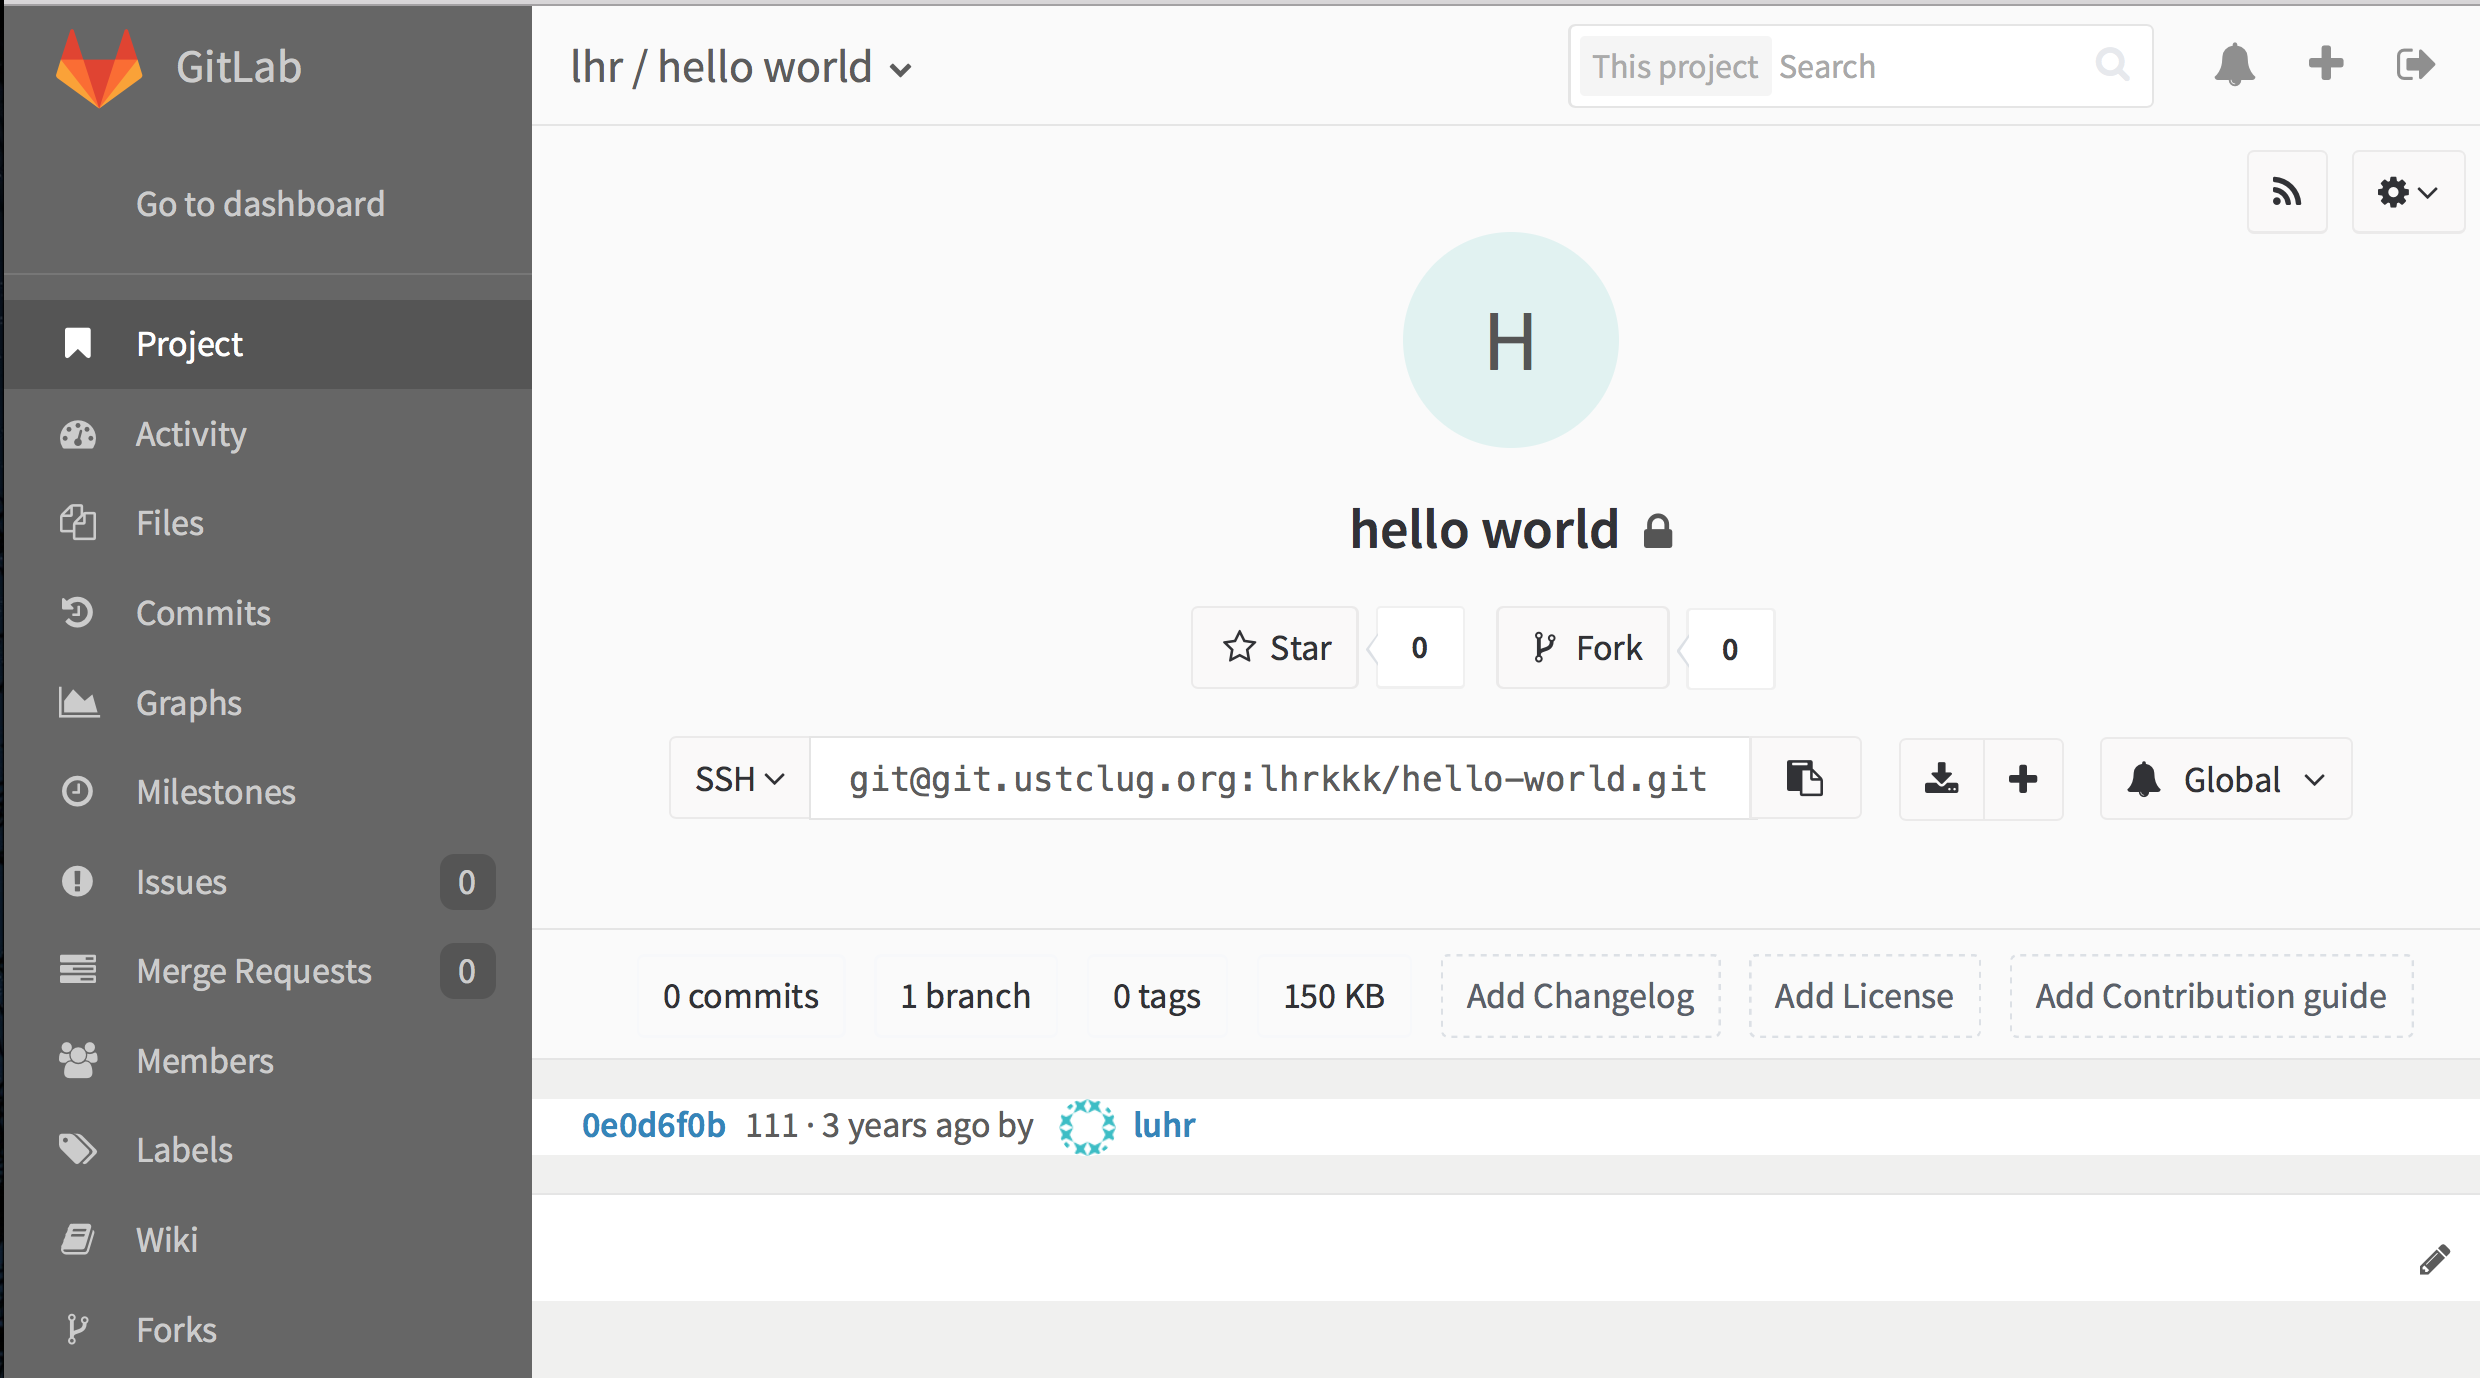 GitLab
lhr / hello world
This project Search
Go to dashboard
Project
Activity
Files
Commits
Graphs
Milestones
Issues 0
Merge Requests 0
Members
Labels
Wiki
Forks
H
hello world
Star 0 Fork 0
SSH git@git.ustclug.org:lhrkkk/hello-world.git Global
0 commits 1 branch 0 tags 150 KB Add Changelog Add License Add Contribution guide
0e0d6f0b 111 · 3 years ago by luhr